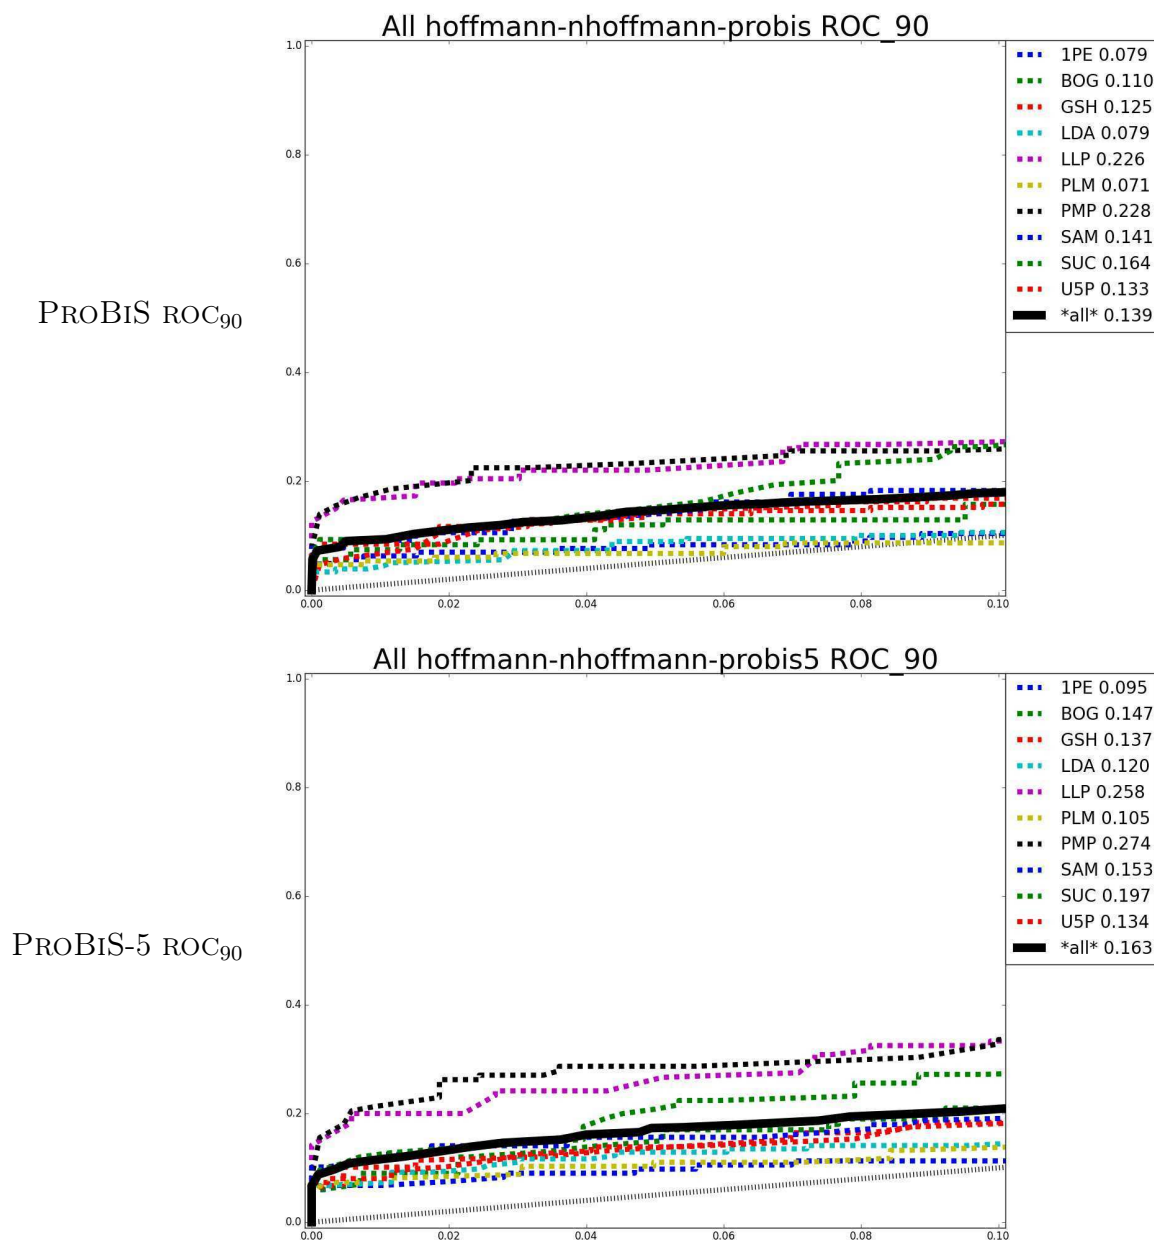 All hoffmann-nhoffmann-probis ROC_90
PROBIS ROC90
1.0
0.8
0.6
0.4
0.2
0.0
0.00 0.02 0.04 0.06 0.08 0.10
1PE 0.079
BOG 0.110
GSH 0.125
LDA 0.079
LLP 0.226
PLM 0.071
PMP 0.228
SAM 0.141
SUC 0.164
U5P 0.133
*all* 0.139
All hoffmann-nhoffmann-probis5 ROC_90
PROBIS-5 ROC90
1.0
0.8
0.6
0.4
0.2
0.0
0.00 0.02 0.04 0.06 0.08 0.10
1PE 0.095
BOG 0.147
GSH 0.137
LDA 0.120
LLP 0.258
PLM 0.105
PMP 0.274
SAM 0.153
SUC 0.197
U5P 0.134
*all* 0.163